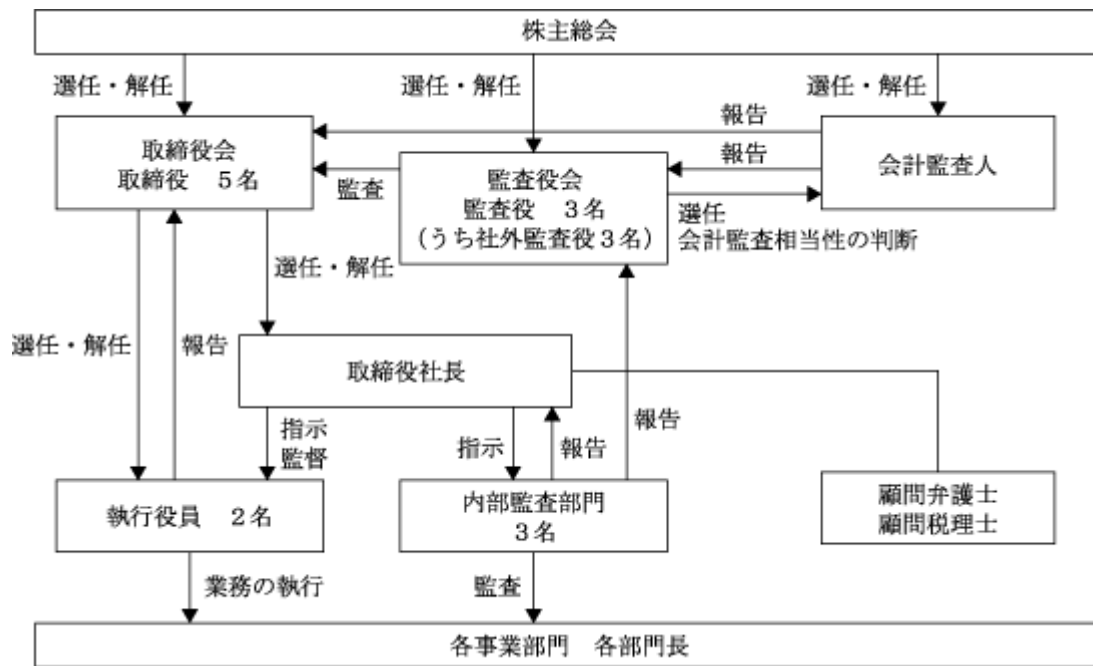 株主総会
選任・解任
選任・解任
選任・解任
報告
取締役会
取締役　５名
監査
監査役会
監査役　３名
（うち社外監査役３名）
報告
会計監査人
選任
会計監査相当性の判断
選任・解任
選任・解任
報告
取締役社長
指示
監督
指示
報告
報告
執行役員　２名
内部監査部門
３名
顧問弁護士
顧問税理士
業務の執行
監査
各事業部門　各部門長